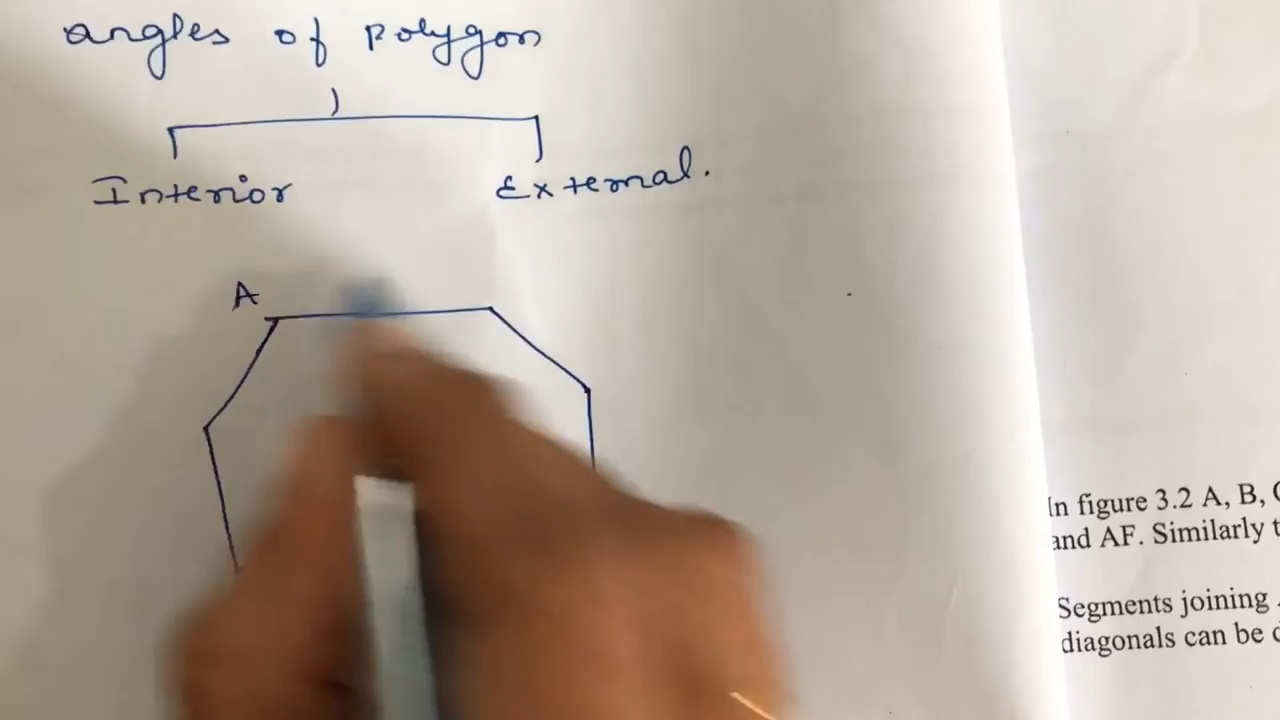 angles of polygon
Interior External.
A
In figure 3.2 A, B,
and AF. Similarly
Segments joining
diagonals can be